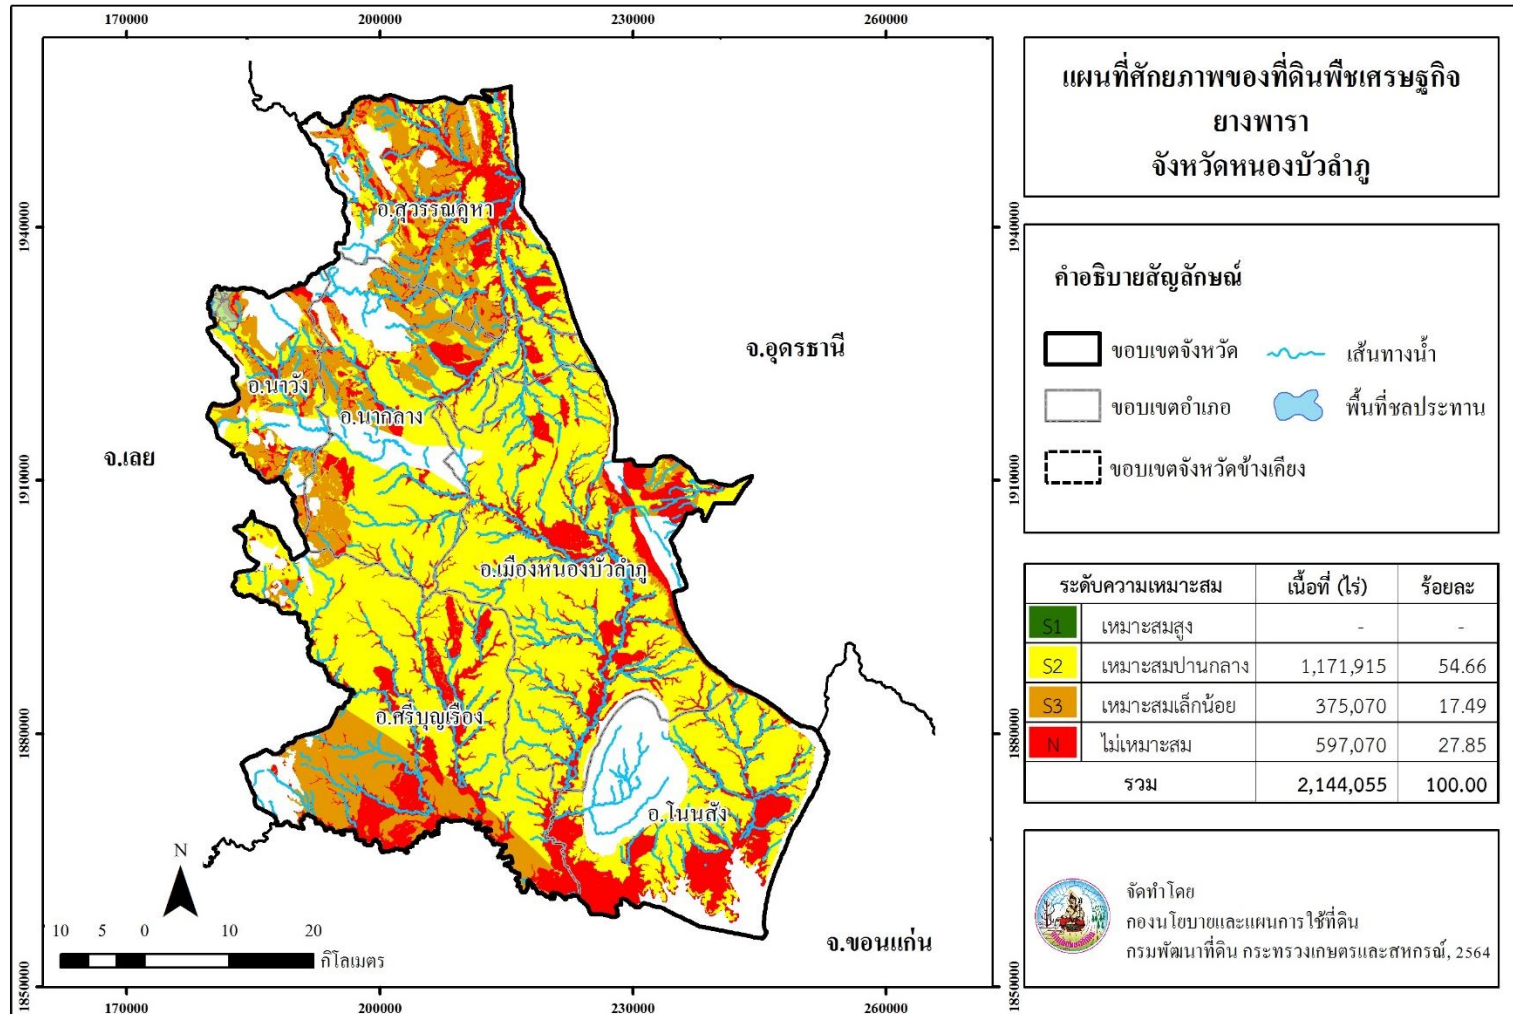 170000 200000 230000 260000
1940000
1910000
1880000
1850000
อ.สุวรรณคูหา
อ.นาวัง
อ.นากลาง
อ.เมืองหนองบัวลำภู
อ.ศรีบุญเรือง
อ.โนนสัง
จ.อุดรธานี
จ.เลย
จ.ขอนแก่น
N
10 5 0 10 20
กิโลเมตร
170000 200000 230000 260000
1940000
1910000
1880000
1850000
แผนที่ศักยภาพของที่ดินพืชเศรษฐกิจ
ยางพารา
จังหวัดหนองบัวลำภู
คำอธิบายสัญลักษณ์
ขอบเขตจังหวัด เส้นทางน้ำ
ขอบเขตอำเภอ พื้นที่ชลประทาน
ขอบเขตจังหวัดข้างเคียง
ระดับความเหมาะสม เนื้อที่ (ไร่) ร้อยละ
S1 เหมาะสมสูง - -
S2 เหมาะสมปานกลาง 1,171,915 54.66
S3 เหมาะสมเล็กน้อย 375,070 17.49
N ไม่เหมาะสม 597,070 27.85
รวม 2,144,055 100.00
จัดทำโดย
กองนโยบายและแผนการใช้ที่ดิน
กรมพัฒนาที่ดิน กระทรวงเกษตรและสหกรณ์, 2564